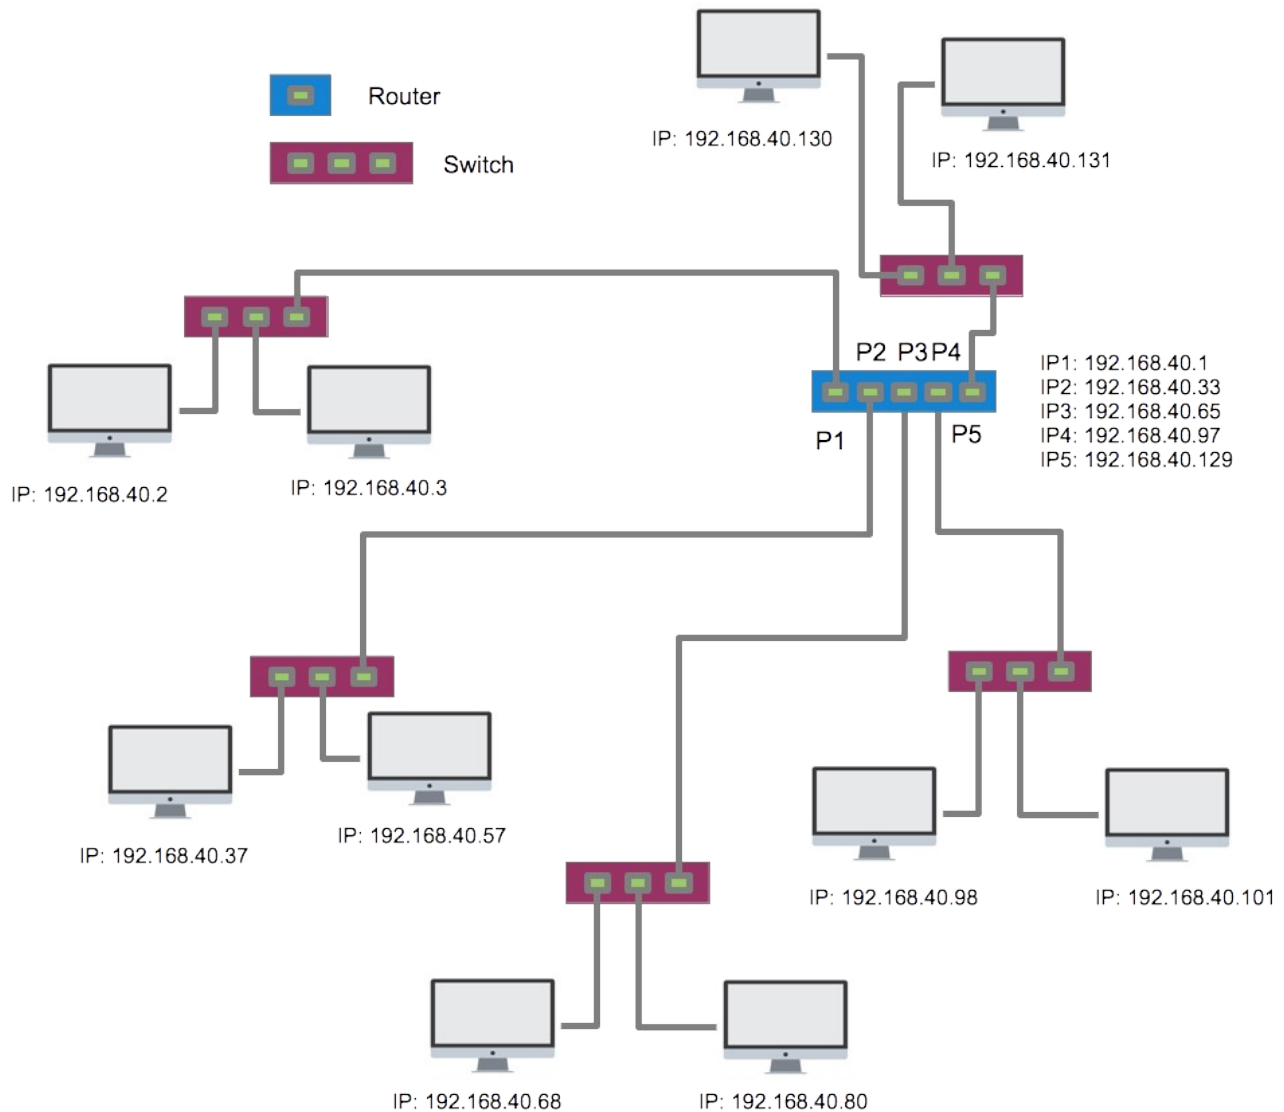 Router
Switch
IP: 192.168.40.130
IP: 192.168.40.131
P2 P3 P4
P1
P5
IP1: 192.168.40.1
IP2: 192.168.40.33
IP3: 192.168.40.65
IP4: 192.168.40.97
IP5: 192.168.40.129
IP: 192.168.40.2
IP: 192.168.40.3
IP: 192.168.40.37
IP: 192.168.40.57
IP: 192.168.40.98
IP: 192.168.40.101
IP: 192.168.40.68
IP: 192.168.40.80